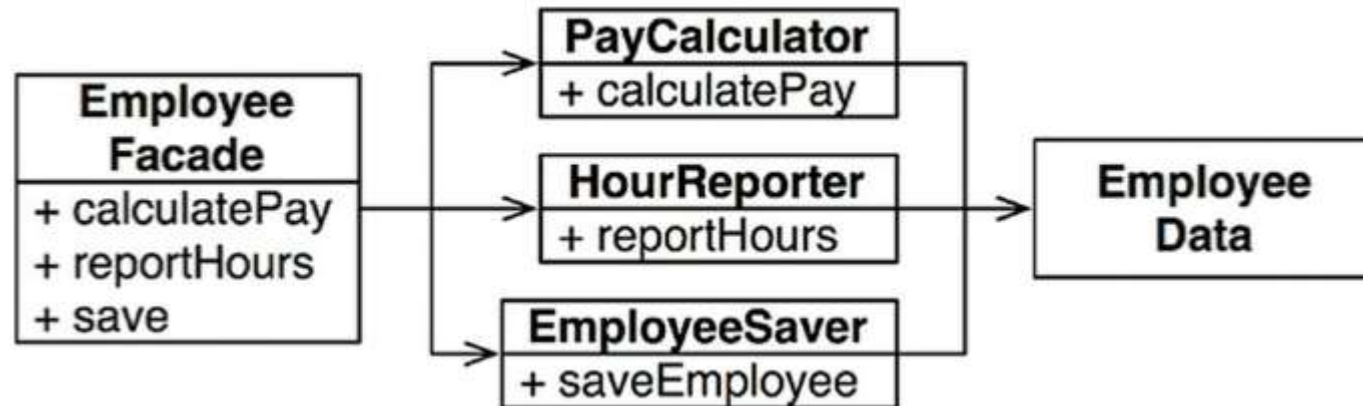 Employee
Facade
+ calculatePay
+ reportHours
+ save
PayCalculator
+ calculatePay
HourReporter
+ reportHours
EmployeeSaver
+ saveEmployee
Employee
Data